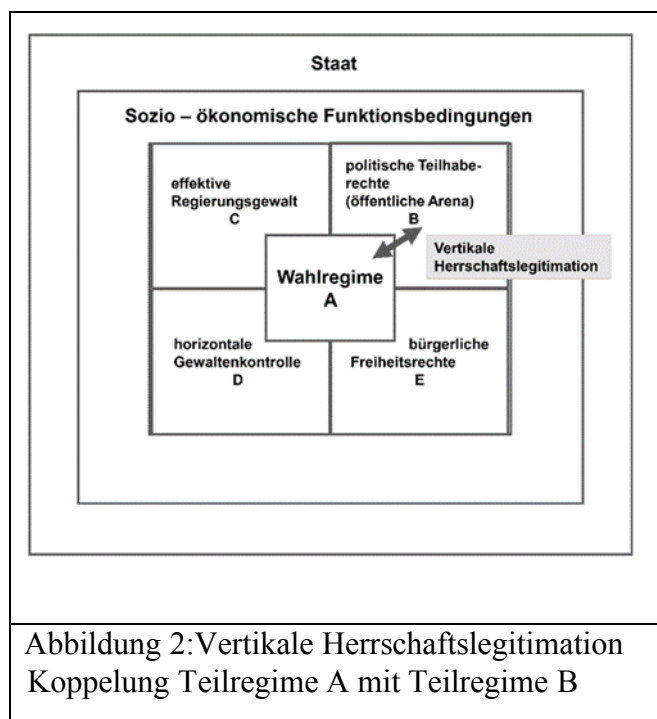 Staat
Sozio – ökonomische Funktionsbedingungen
effektive
Regierungsgewalt
C
politische Teilhabe-
rechte
(öffentliche Arena)
B
Vertikale
Herrschaftslegitimation
Wahlregime
A
horizontale
Gewaltenkontrolle
D
bürgerliche
Freiheitsrechte
E
Abbildung 2:Vertikale Herrschaftslegitimation
Koppelung Teilregime A mit Teilregime B